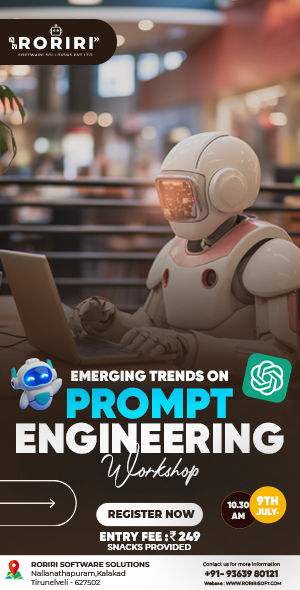 RORIRI
SOFTWARE SOLUTIONS PVT.LTD
EMERGING TRENDS ON
PROMPT
ENGINEERING
Workshop
REGISTER NOW
10.30
AM
9TH
JULY-
ENTRY FEE : ₹ 249
SNACKS PROVIDED
RORIRI SOFTWARE SOLUTIONS
Nallanathapuram,Kalakad
Tirunelveli - 627502
Contact us for more Information
+91- 93639 80121
Website : WWW.RORIRISOFT.COM